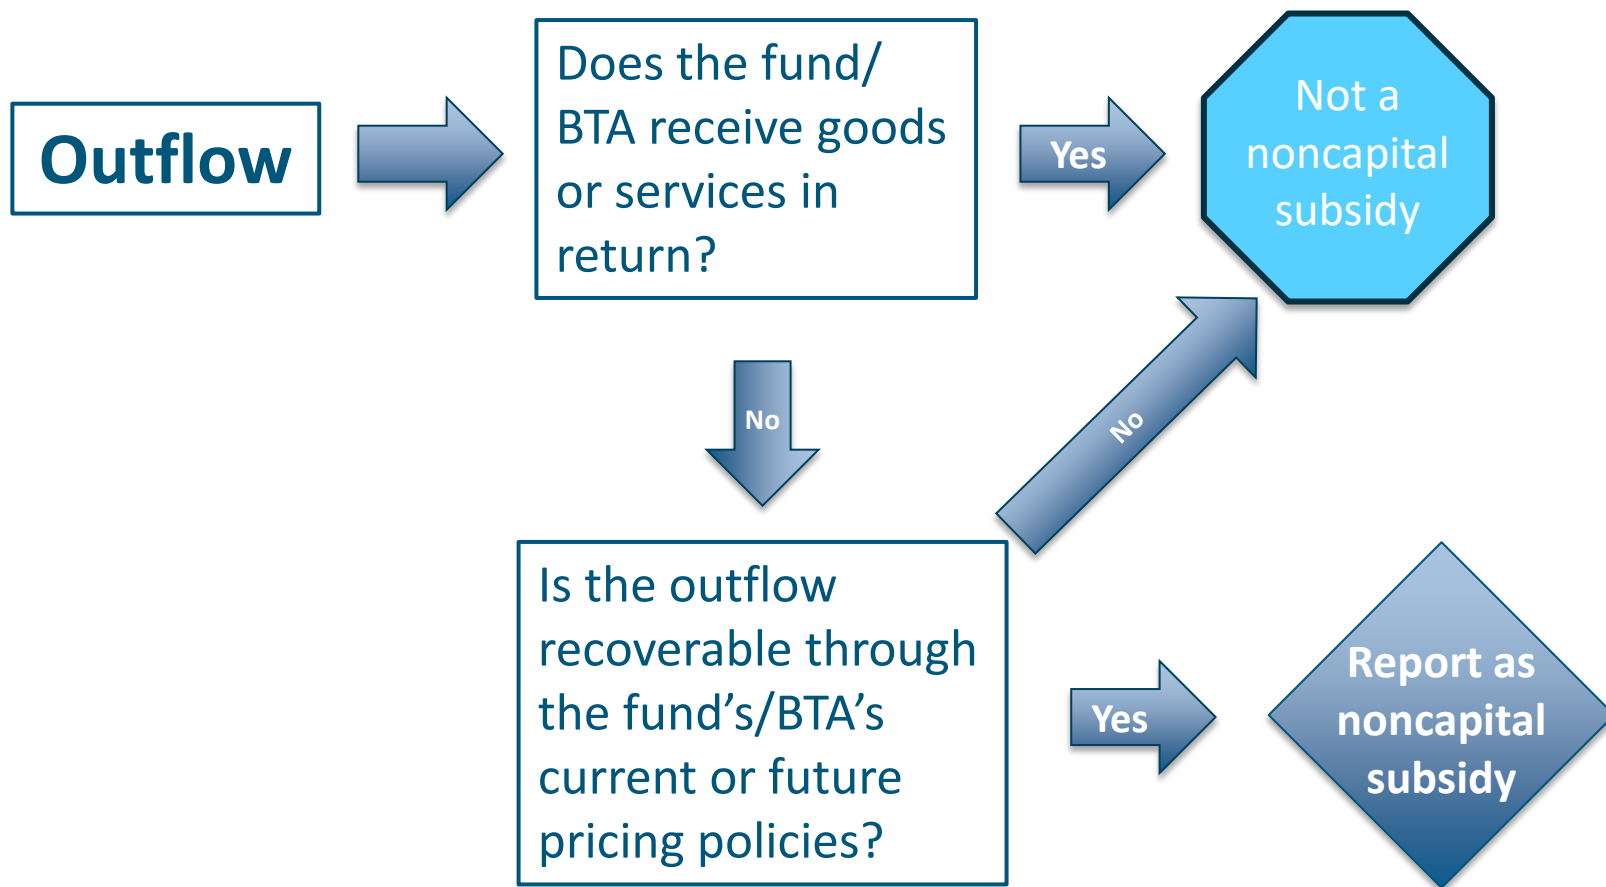 Outflow
Does the fund/
BTA receive goods
or services in
return?
Yes
Not a
noncapital
subsidy
No
No
Is the outflow
recoverable through
the fund’s/BTA’s
current or future
pricing policies?
Yes
Report as
noncapital
subsidy